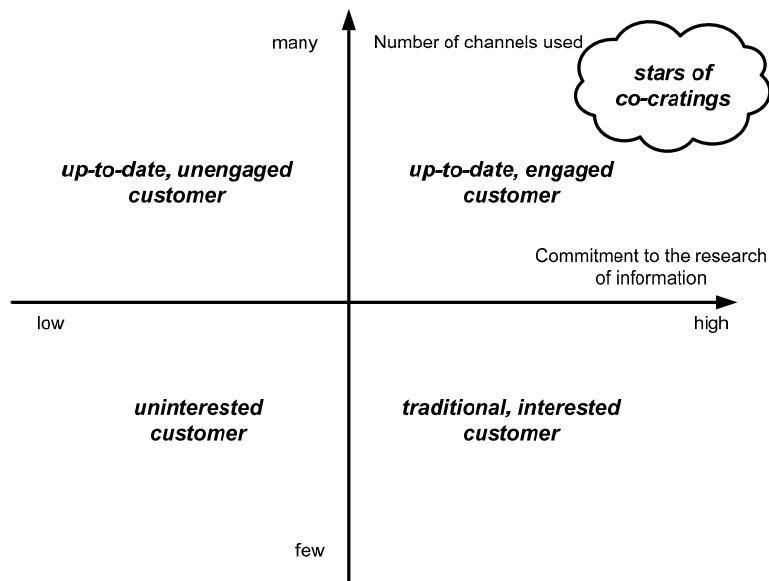 many
Number of channels used
stars of
co-cratings
up-to-date, unengaged
customer
up-to-date, engaged
customer
Commitment to the research
of information
low
high
uninterested
customer
traditional, interested
customer
few